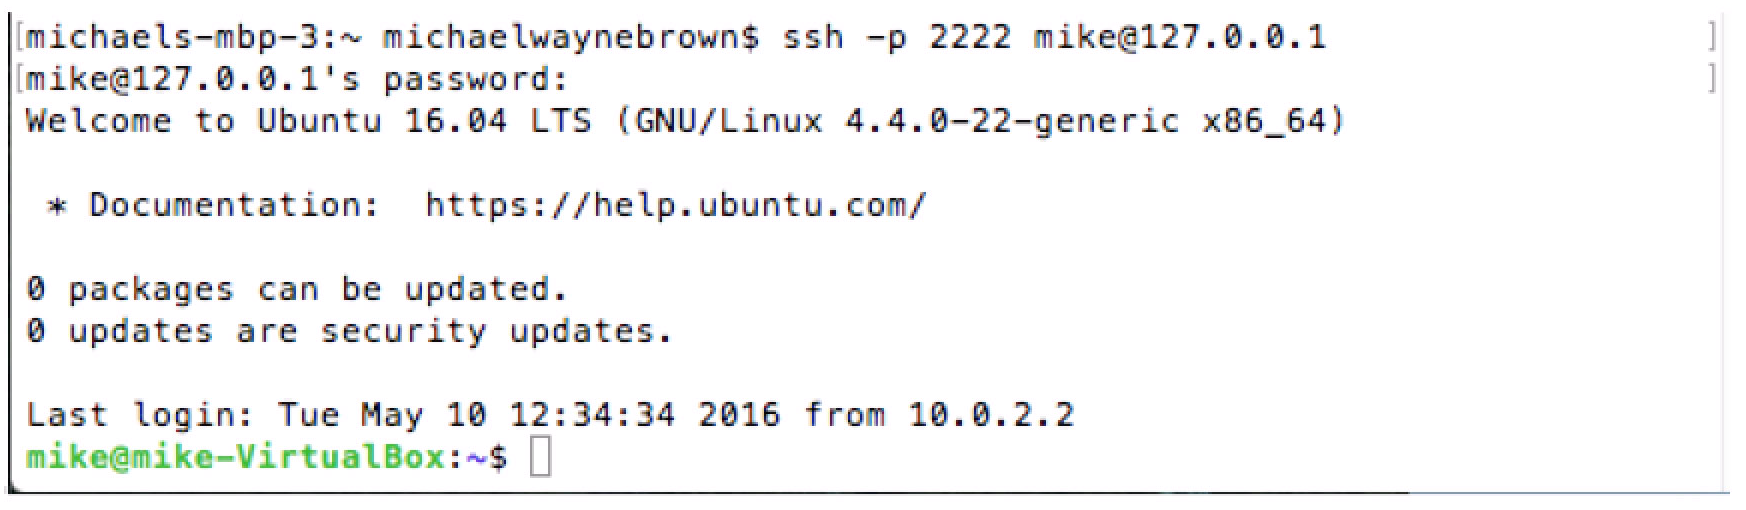 [michaels-mbp-3:~ michaelwaynebrown$ ssh -p 2222 mike@127.0.0.1 ]
[mike@127.0.0.1's password: ]
Welcome to Ubuntu 16.04 LTS (GNU/Linux 4.4.0-22-generic x86_64)
* Documentation:  https://help.ubuntu.com/
0 packages can be updated.
0 updates are security updates.
Last login: Tue May 10 12:34:34 2016 from 10.0.2.2
mike@mike-VirtualBox:~$